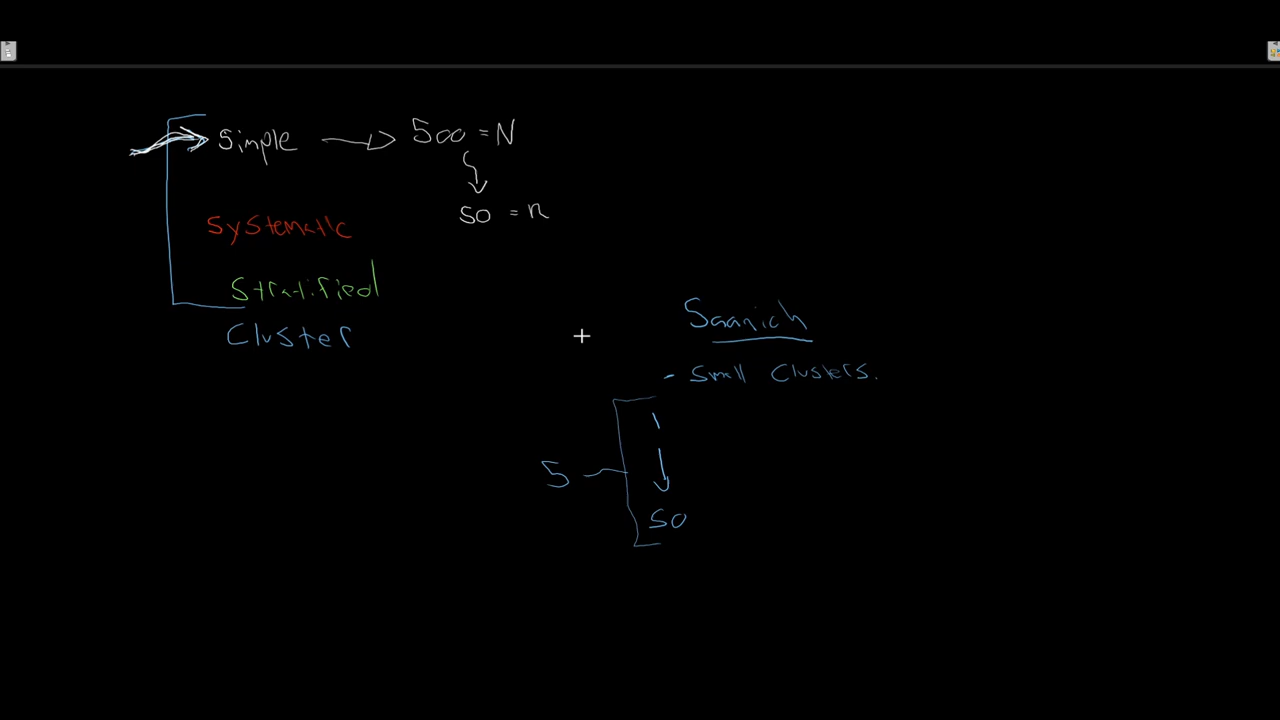 Simple → 500 = N
50 = n
Systematic
Stratified
Cluster
Saanich
- Small Clusters.
1
↓
5
50